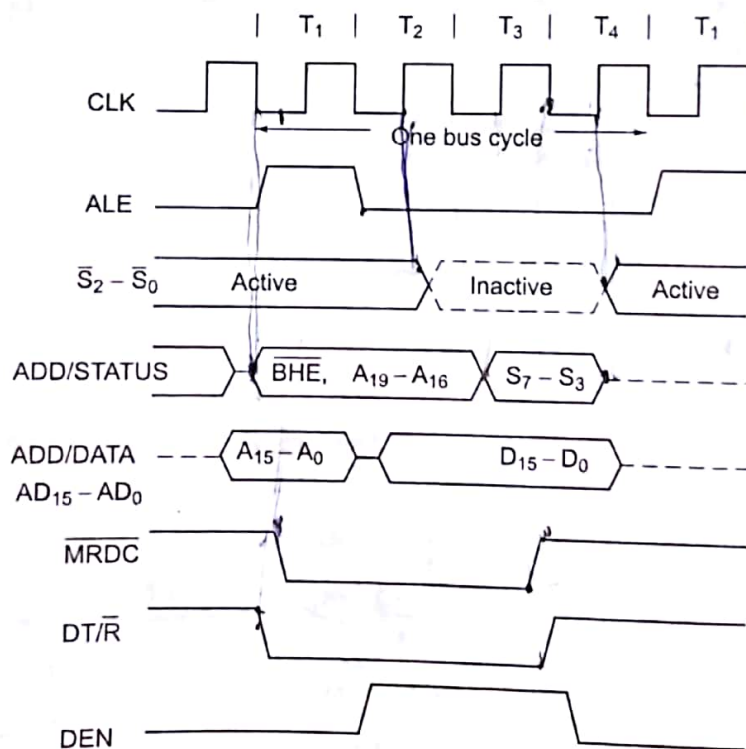 | T₁ | T₂ | T₃ | T₄ | T₁
CLK
One bus cycle
ALE
S̅₂ – S̅₀ Active Inactive Active
ADD/STATUS B̅H̅E̅, A₁₉ – A₁₆ S₇ – S₃
ADD/DATA A₁₅ – A₀ D₁₅ – D₀
AD₁₅ – AD₀
M̅R̅D̅C̅
DT/R̅
DEN